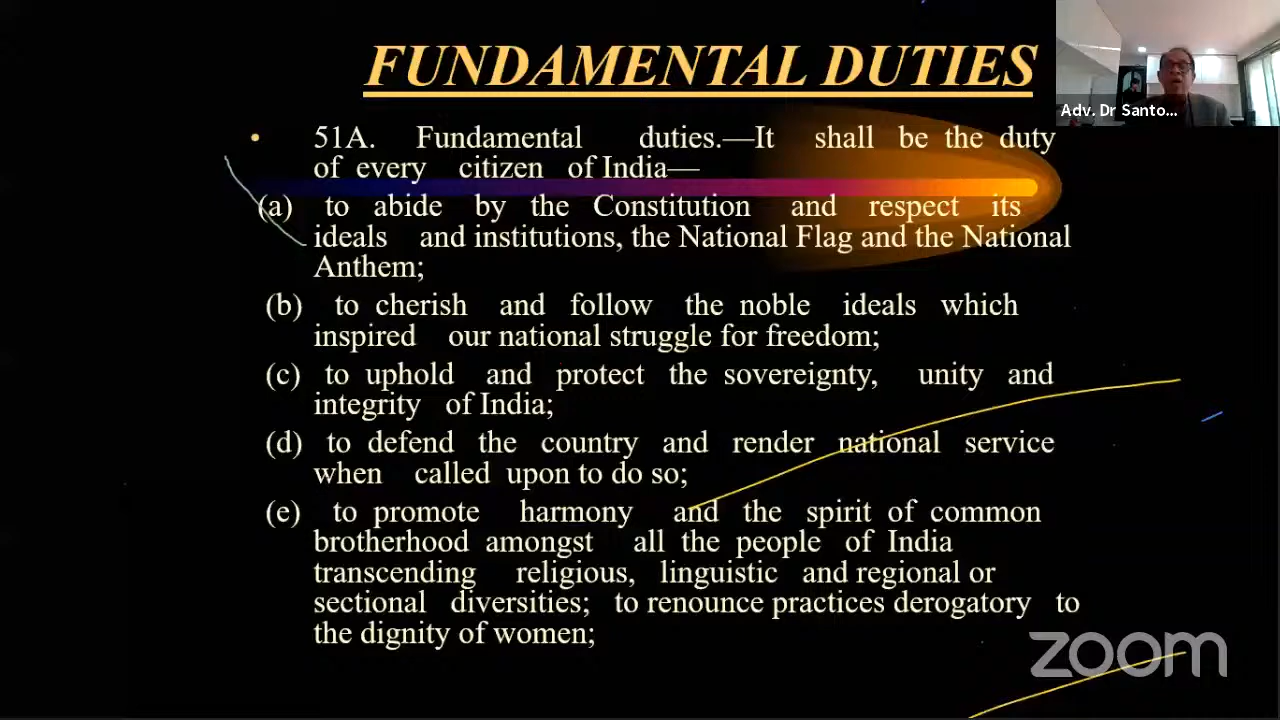 FUNDAMENTAL DUTIES
Adv. Dr Santo...
• 51A. Fundamental duties.—It shall be the duty
of every citizen of India—
(a) to abide by the Constitution and respect its
ideals and institutions, the National Flag and the National
Anthem;
(b) to cherish and follow the noble ideals which
inspired our national struggle for freedom;
(c) to uphold and protect the sovereignty, unity and
integrity of India;
(d) to defend the country and render national service
when called upon to do so;
(e) to promote harmony and the spirit of common
brotherhood amongst all the people of India
transcending religious, linguistic and regional or
sectional diversities; to renounce practices derogatory to
the dignity of women;
zoom